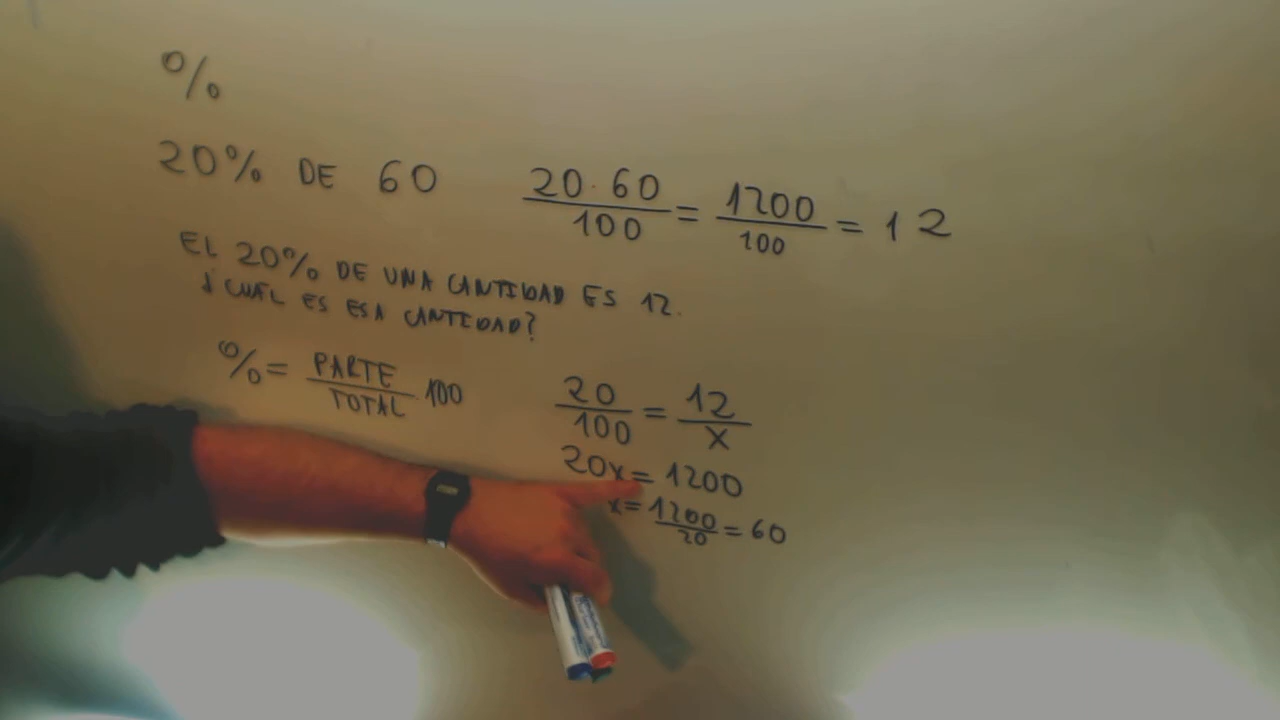 %
20% DE 60 20·60/100 = 1200/100 = 12
EL 20% DE UNA CANTIDAD ES 12.
¿CUAL ES ESA CANTIDAD?
% = PARTE/TOTAL · 100 20/100 = 12/X
20x = 1200
x = 1200/20 = 60